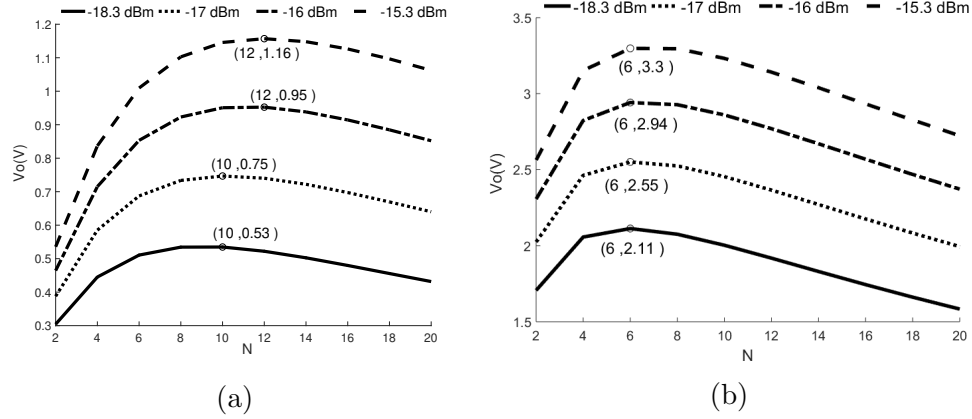 -18.3 dBm -17 dBm -16 dBm -15.3 dBm
1.2
1.1
1
0.9
0.8
0.7
0.6
0.5
0.4
0.3
Vo(V)
(12 ,1.16 )
(12 ,0.95 )
(10 ,0.75 )
(10 ,0.53 )
2 4 6 8 10 12 14 16 18 20
N
(a)
-18.3 dBm -17 dBm -16 dBm -15.3 dBm
3.5
3
2.5
2
1.5
Vo(V)
(6 ,3.3 )
(6 ,2.94 )
(6 ,2.55 )
(6 ,2.11 )
2 4 6 8 10 12 14 16 18 20
N
(b)